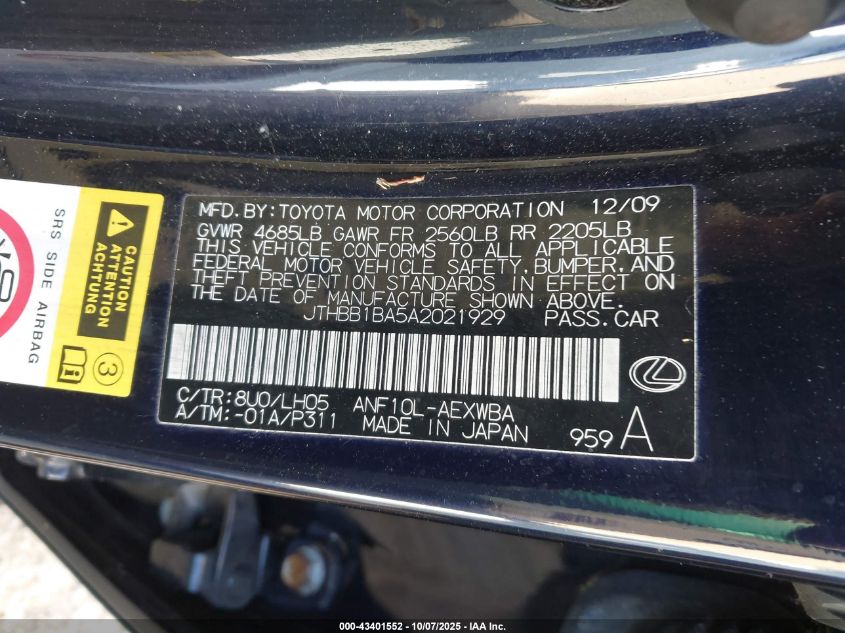 MFD.BY:TOYOTA MOTOR CORPORATION 12/09
GVWR 4685LB GAWR FR 2560LB RR 2205LB
THIS VEHICLE CONFORMS TO ALL APPLICABLE
FEDERAL MOTOR VEHICLE SAFETY, BUMPER, AND
THEFT PREVENTION STANDARDS IN EFFECT ON
THE DATE OF MANUFACTURE SHOWN ABOVE.
JTHBB1BA5A2021929 PASS.CAR
C/TR:8U0/LH05 ANF10L-AEXWBA
A/TM:-01A/P311 MADE IN JAPAN 959 A
SRS SIDE AIRBAG
CAUTION
ATTENTION
PRÉCAUTION
i
3
000-43401552 - 10/07/2025 - IAA Inc.